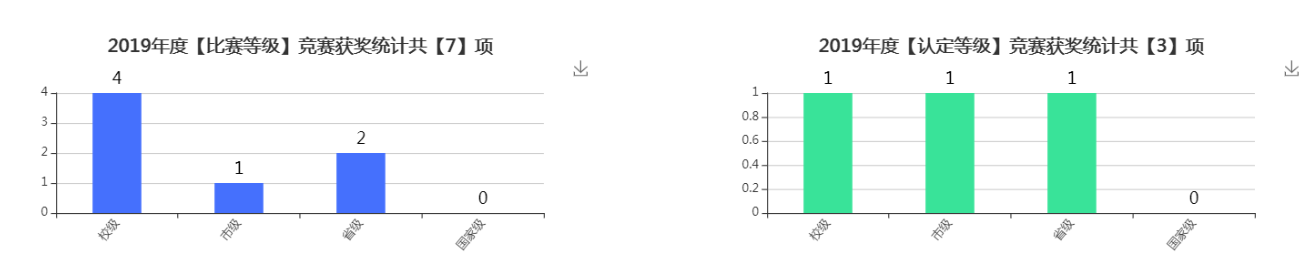 2019年度【比赛等级】竞赛获奖统计共【7】项
4
3
2
1
0
4
1
2
0
校级
市级
省级
国家级
2019年度【认定等级】竞赛获奖统计共【3】项
1
0.8
0.6
0.4
0.2
0
1
1
1
0
校级
市级
省级
国家级